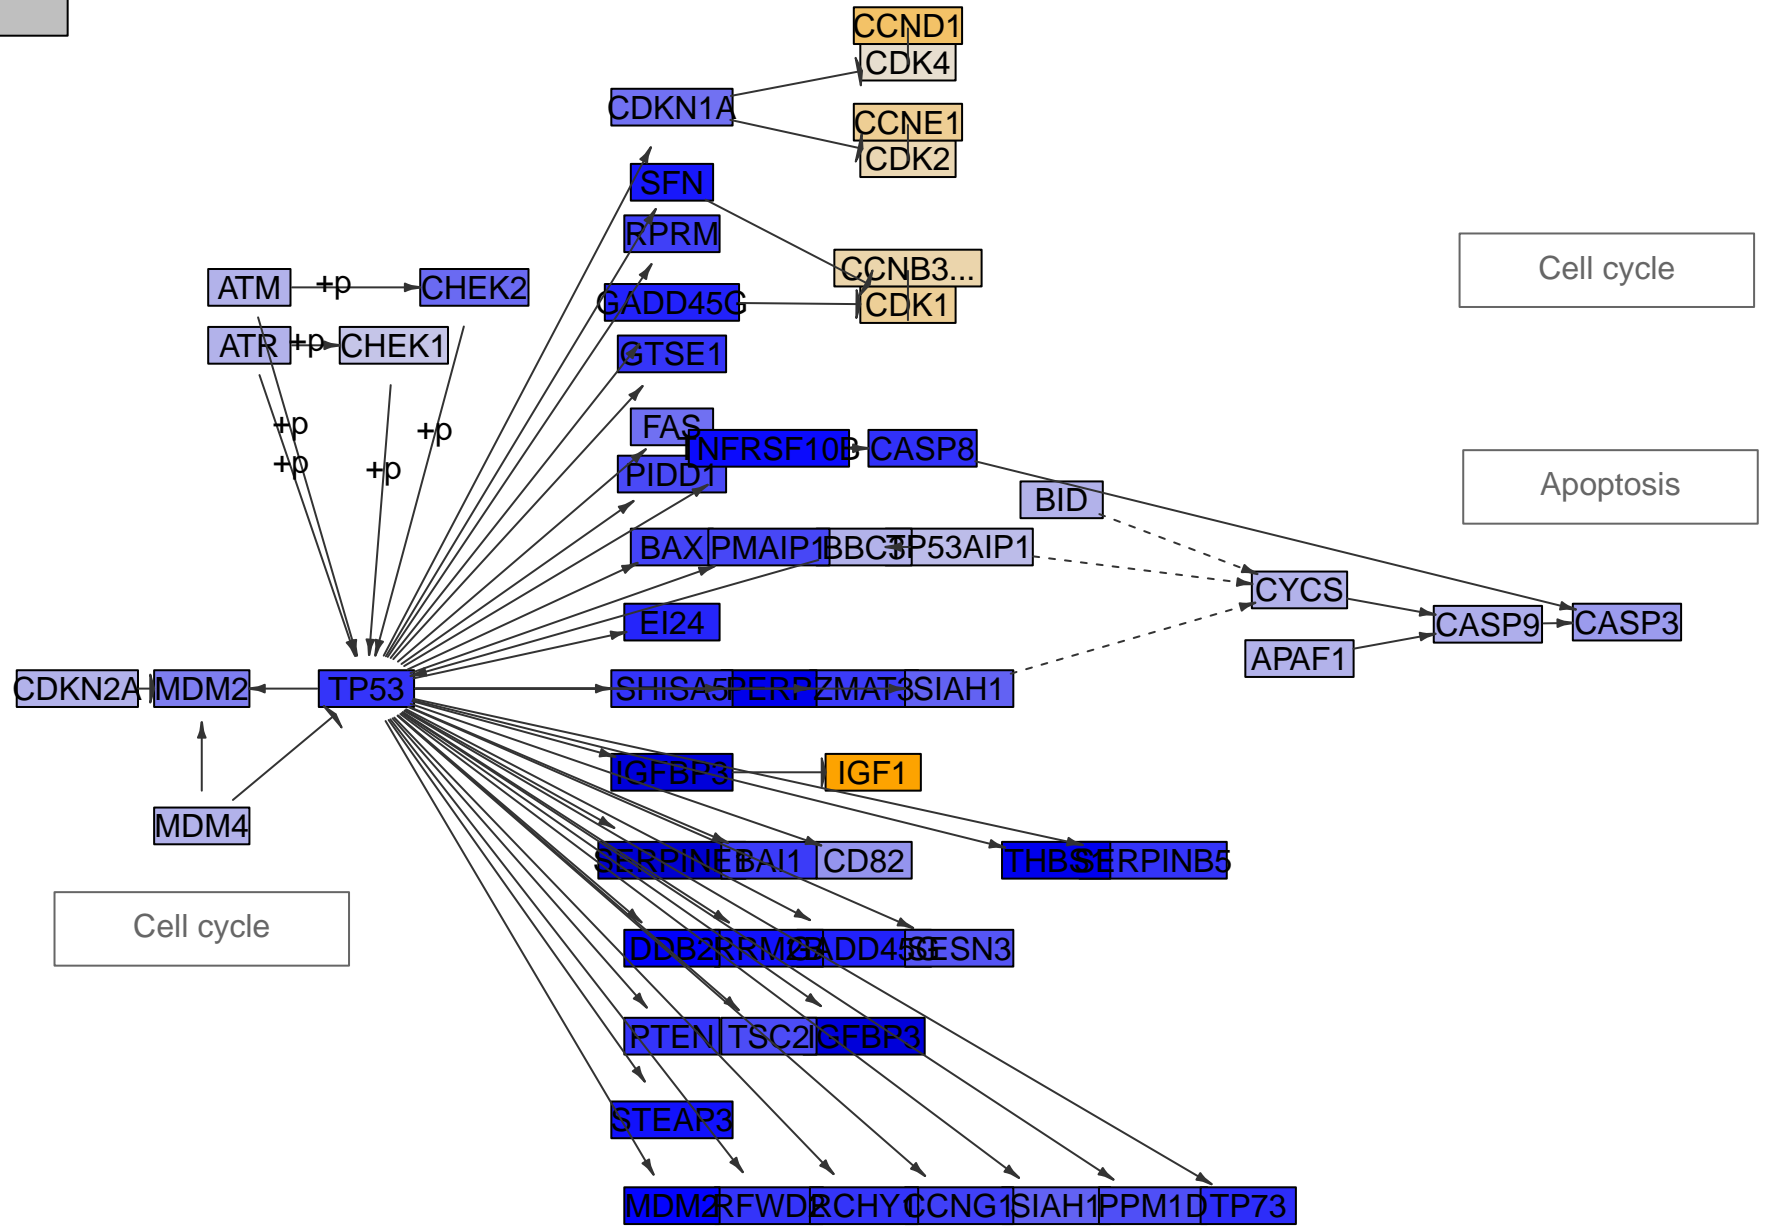 CCND1
CDK4
CDKN1A
CCNE1
CDK2
SFN
RPRM
CCNB3...
CDK1
Cell cycle
ATM
+p
CHEK2
GADD45G
ATR
+p
CHEK1
GTSE1
+p
+p
+p
+p
FAS
TNFRSF10B
CASP8
PIDD1
BID
Apoptosis
BAX
PMAIP1
BBC3
TP53AIP1
CYCS
CASP9
CASP3
EI24
APAF1
CDKN2A
MDM2
TP53
SHISA5
PERP
ZMAT3
SIAH1
IGFBP3
IGF1
MDM4
SERPINE1
BAI1
CD82
THBS1
SERPINB5
Cell cycle
DDB2
RRM2B
GADD45G
SESN3
PTEN
TSC2
IGFBP3
STEAP3
MDM2
RFWD2
RCHY1
CCNG1
SIAH1
PPM1D
TP73